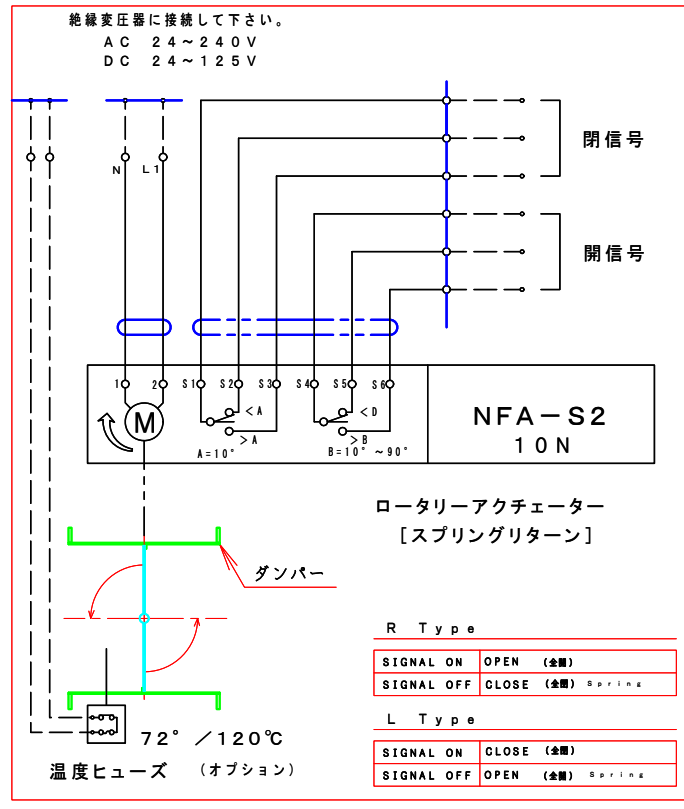 絶縁変圧器に接続して下さい。
AC 24~240V
DC 24~125V
閉信号
N L1
開信号
1 2 S1 S2 S3 S4 S5 S6
M
<A
>A
A=10°
<D
>B
B=10°~90°
NFA-S2
10N
ロータリーアクチェーター
[スプリングリターン]
ダンパー
R Type
SIGNAL ON OPEN
SIGNAL OFF CLOSE Spring
L Type
SIGNAL ON CLOSE
SIGNAL OFF OPEN Spring
72° /120℃
温度ヒューズ (オプション)